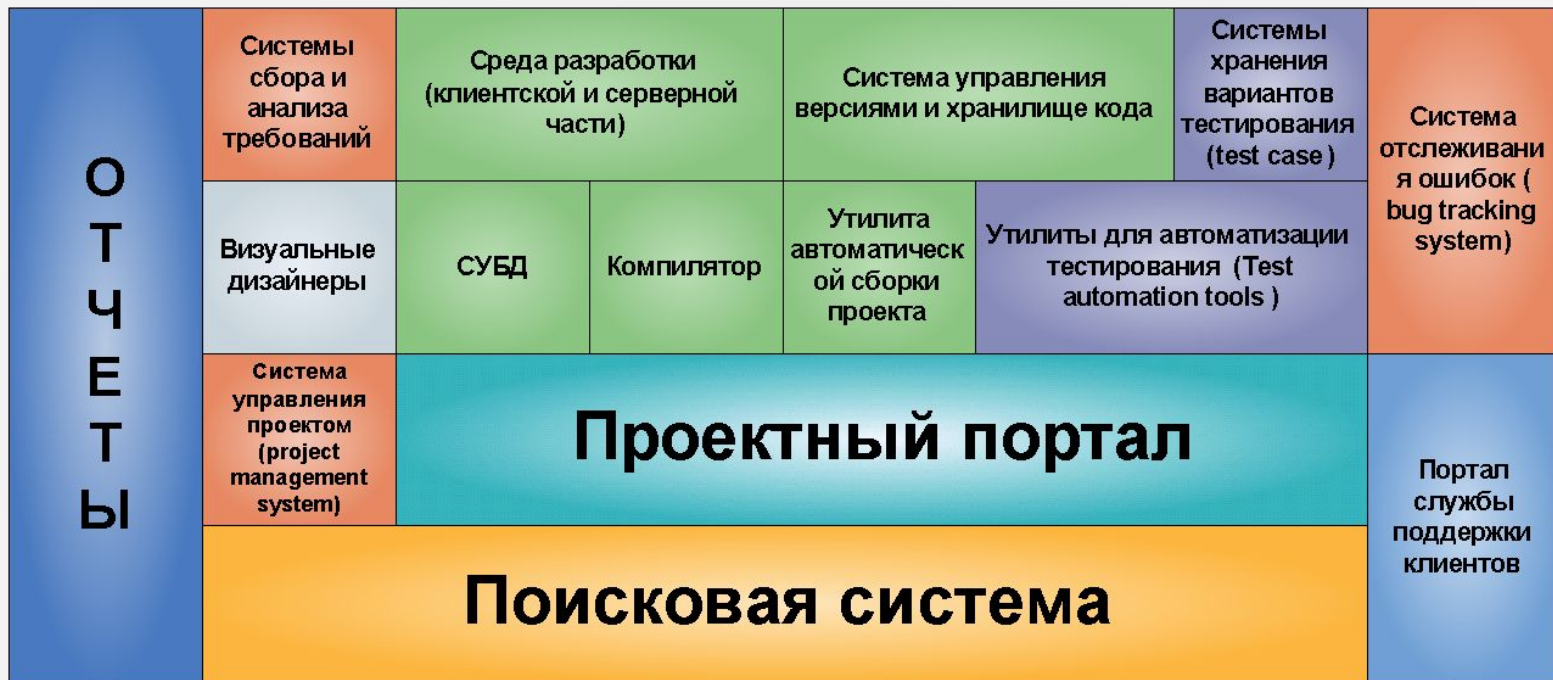 О
Т
Ч
Е
Т
Ы
Системы
сбора и
анализа
требований
Среда разработки
(клиентской и серверной
части)
Система управления
версиями и хранилище кода
Системы
хранения
вариантов
тестирования
(test case )
Система
отслеживани
я ошибок (
bug tracking
system)
Визуальные
дизайнеры
СУБД
Компилятор
Утилита
автоматическ
ой сборки
проекта
Утилиты для автоматизации
тестирования (Test
automation tools )
Система
управления
проектом
(project
management
system)
Проектный портал
Портал
службы
поддержки
клиентов
Поисковая система